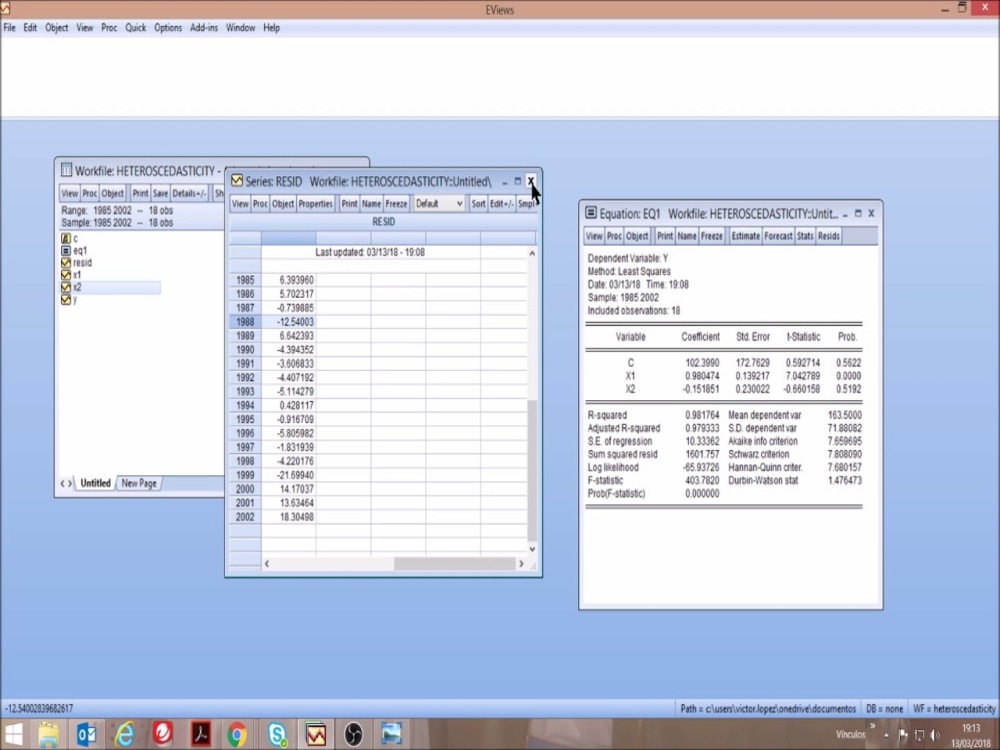 EViews
File Edit Object View Proc Quick Options Add-ins Window Help
Workfile: HETEROSCEDASTICITY -
View Proc Object Print Save Details+/- Sh
Range: 1985 2002 -- 18 obs
Sample: 1985 2002 -- 18 obs
c
eq1
resid
x1
x2
y
Untitled New Page
Series: RESID Workfile: HETEROSCEDASTICITY::Untitled\
View Proc Object Properties Print Name Freeze Default Sort Edit+/- Smpl
RESID
Last updated: 03/13/18 - 19:08
1985 6.393960
1986 5.702317
1987 -0.739885
1988 -12.54003
1989 6.642393
1990 -4.394352
1991 -3.606833
1992 -4.407192
1993 -5.114279
1994 0.428117
1995 -0.916709
1996 -5.805982
1997 -1.831939
1998 -4.220176
1999 -21.69940
2000 14.17037
2001 13.63464
2002 18.30498
Equation: EQ1 Workfile: HETEROSCEDASTICITY::Untit...
View Proc Object Print Name Freeze Estimate Forecast Stats Resids
Dependent Variable: Y
Method: Least Squares
Date: 03/13/18 Time: 19:08
Sample: 1985 2002
Included observations: 18
Variable Coefficient Std. Error t-Statistic Prob.
C 102.3990 172.7629 0.592714 0.5622
X1 0.980474 0.139217 7.042789 0.0000
X2 -0.151851 0.230022 -0.660158 0.5192
R-squared 0.981764 Mean dependent var 163.5000
Adjusted R-squared 0.979333 S.D. dependent var 71.88082
S.E. of regression 10.33362 Akaike info criterion 7.659695
Sum squared resid 1601.757 Schwarz criterion 7.808090
Log likelihood -65.93726 Hannan-Quinn criter. 7.680157
F-statistic 403.7820 Durbin-Watson stat 1.476473
Prob(F-statistic) 0.000000
-12.54002839682617
Path = c:\users\victor.lopez\onedrive\documentos DB = none WF = heteroscedasticity
Vínculos
19:13
13/03/2018